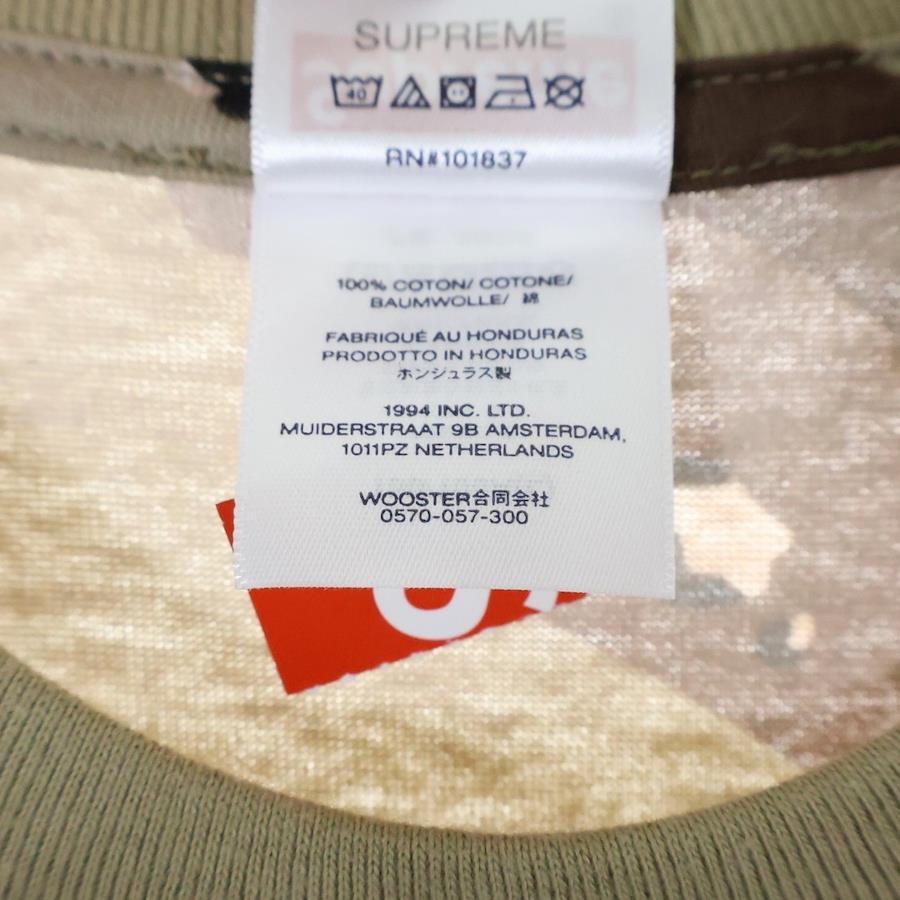 SUPREME
40
RN#101837
100% COTON/ COTONE/
BAUMWOLLE/ 綿
FABRIQUÉ AU HONDURAS
PRODOTTO IN HONDURAS
ホンジュラス製
1994 INC. LTD.
MUIDERSTRAAT 9B AMSTERDAM,
1011PZ NETHERLANDS
WOOSTER合同会社
0570-057-300